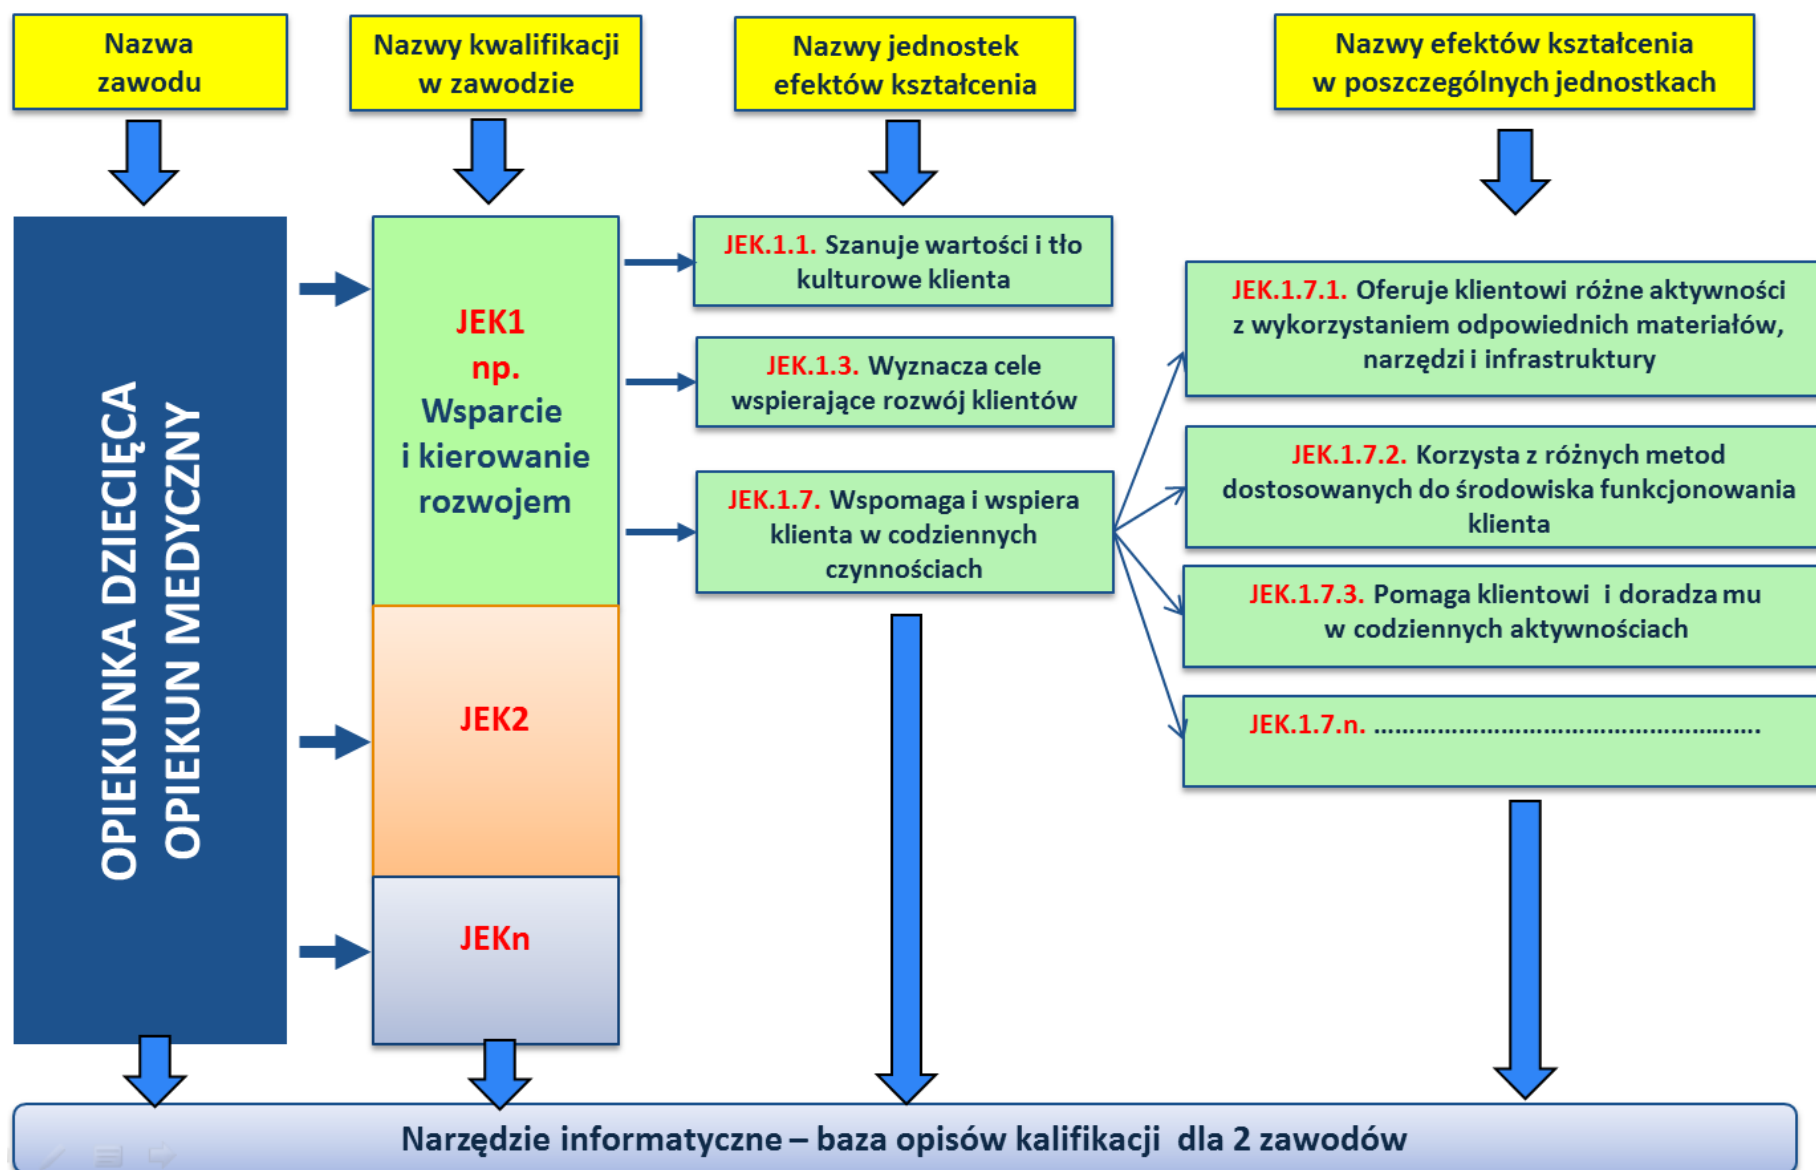 Nazwa
zawodu
Nazwy kwalifikacji
w zawodzie
Nazwy jednostek
efektów kształcenia
Nazwy efektów kształcenia
w poszczególnych jednostkach
OPIEKUNKA DZIECIĘCA
OPIEKUN MEDYCZNY
JEK1
np.
Wsparcie
i kierowanie
rozwojem
JEK2
JEKn
JEK.1.1. Szanuje wartości i tło
kulturowe klienta
JEK.1.3. Wyznacza cele
wspierające rozwój klientów
JEK.1.7. Wspomaga i wspiera
klienta w codziennych
czynnościach
JEK.1.7.1. Oferuje klientowi różne aktywności
z wykorzystaniem odpowiednich materiałów,
narzędzi i infrastruktury
JEK.1.7.2. Korzysta z różnych metod
dostosowanych do środowiska funkcjonowania
klienta
JEK.1.7.3. Pomaga klientowi i doradza mu
w codziennych aktywnościach
JEK.1.7.n. ……………………………………………….
Narzędzie informatyczne – baza opisów kalifikacji dla 2 zawodów